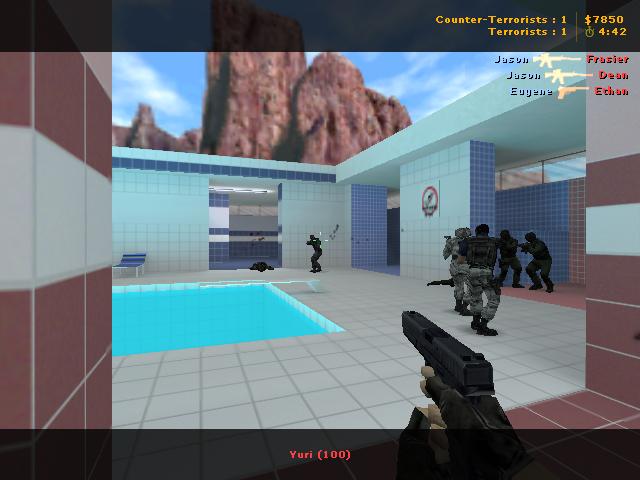 Counter-Terrorists : 1 $7850
Terrorists : 1 4:42
Jason Frasier
Jason Dean
Eugene Ethan
Yuri (100)